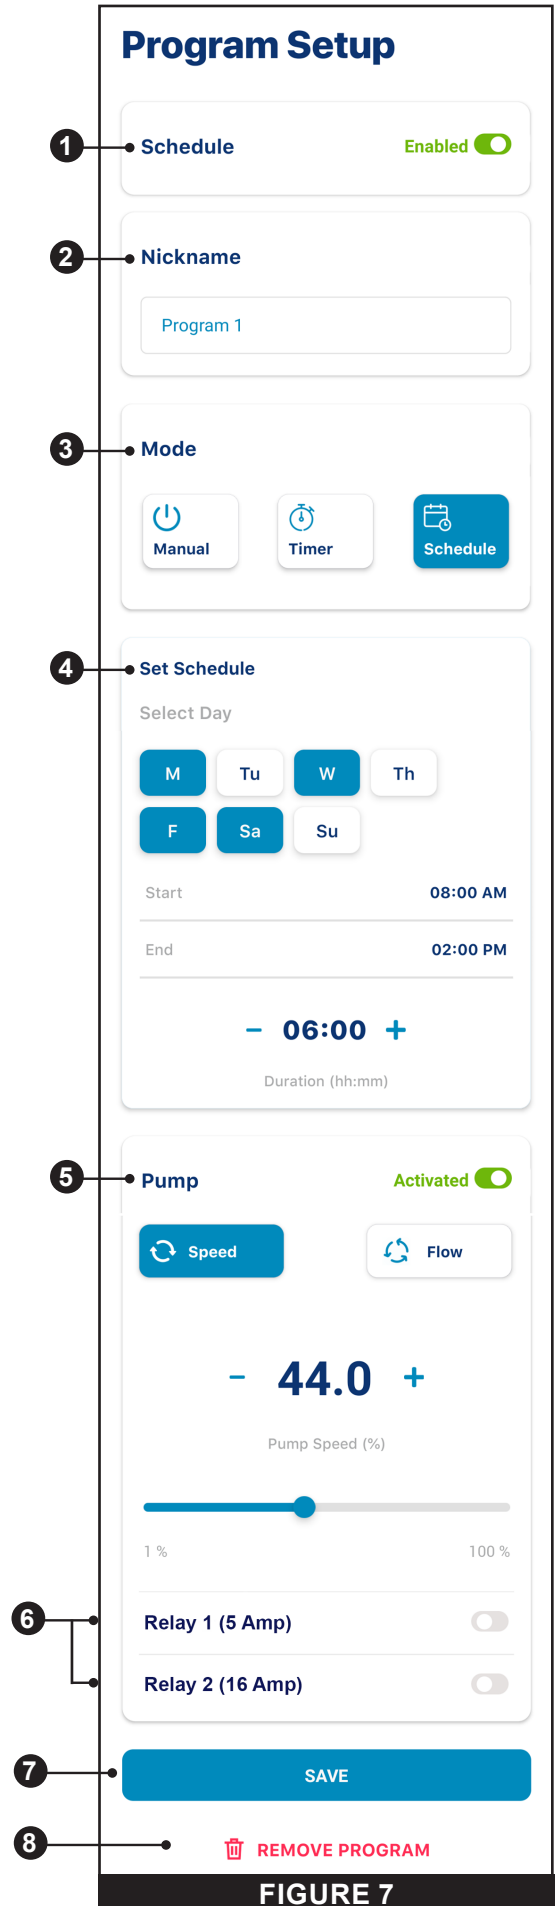 Program Setup
1 Schedule Enabled
2 Nickname
Program 1
3 Mode
Manual Timer Schedule
4 Set Schedule
Select Day
M Tu W Th
F Sa Su
Start 08:00 AM
End 02:00 PM
- 06:00 +
Duration (hh:mm)
5 Pump Activated
Speed Flow
- 44.0 +
Pump Speed (%)
1 % 100 %
6 Relay 1 (5 Amp)
Relay 2 (16 Amp)
7 SAVE
8 REMOVE PROGRAM
FIGURE 7